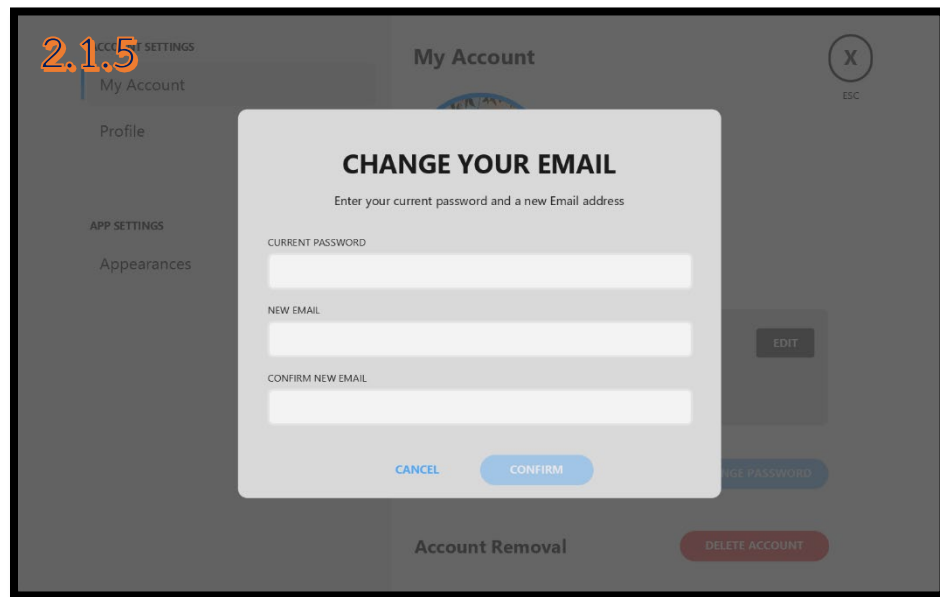 2.1.5
ACCOUNT SETTINGS
My Account
Profile
APP SETTINGS
Appearances
My Account
X
ESC
CHANGE YOUR EMAIL
Enter your current password and a new Email address
CURRENT PASSWORD
NEW EMAIL
CONFIRM NEW EMAIL
CANCEL
CONFIRM
EDIT
PASSWORD
Account Removal
DELETE ACCOUNT